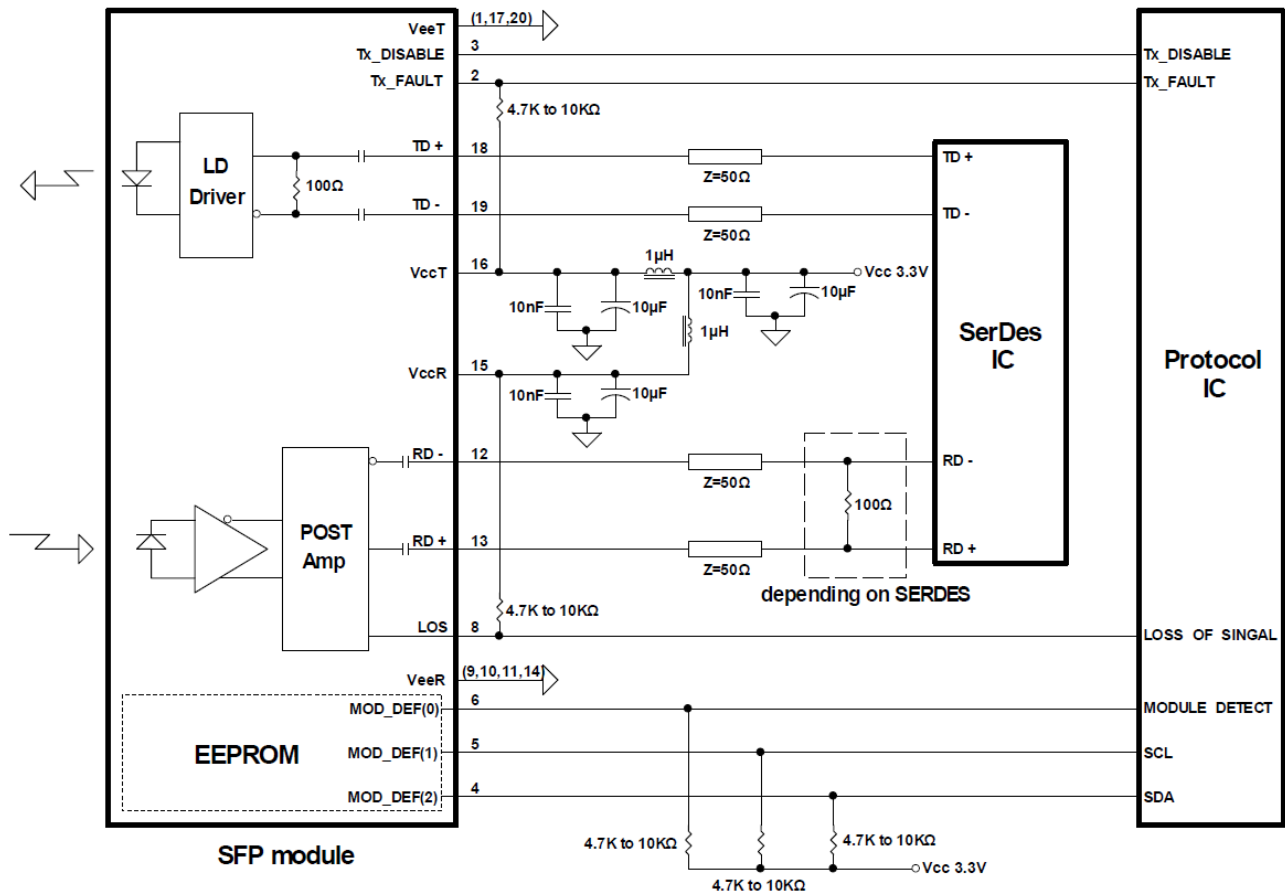 VeeT
(1,17,20)
Tx_DISABLE
3
Tx_DISABLE
Tx_FAULT
2
Tx_FAULT
4.7K to 10KΩ
LD
Driver
100Ω
TD +
18
Z=50Ω
TD +
TD -
19
Z=50Ω
TD -
VccT
16
1µH
Vcc 3.3V
10nF
10µF
10nF
10µF
1µH
SerDes
IC
Protocol
IC
VccR
15
10nF
10µF
POST
Amp
RD -
12
Z=50Ω
RD -
100Ω
RD +
13
Z=50Ω
RD +
depending on SERDES
4.7K to 10KΩ
LOS
8
LOSS OF SINGAL
VeeR
(9,10,11,14)
EEPROM
MOD_DEF(0)
6
MODULE DETECT
MOD_DEF(1)
5
SCL
MOD_DEF(2)
4
SDA
4.7K to 10KΩ
4.7K to 10KΩ
4.7K to 10KΩ
Vcc 3.3V
SFP module